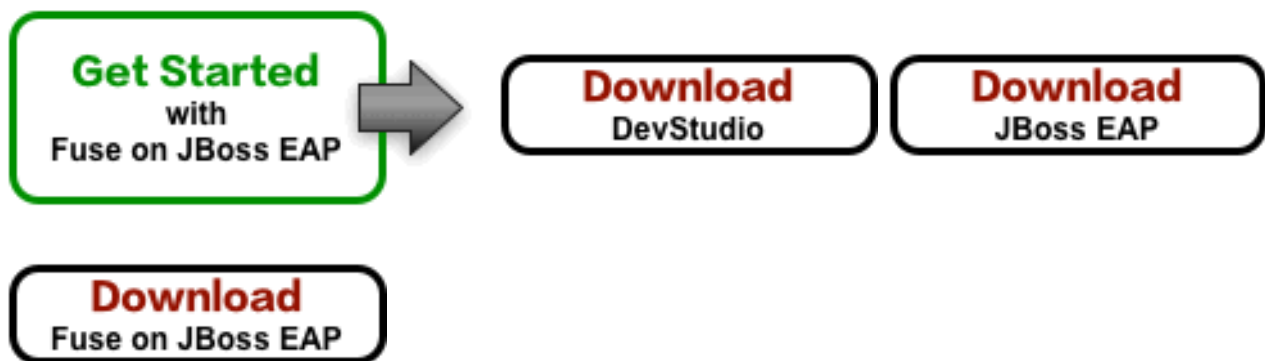 Get Started
with
Fuse on JBoss EAP
Download
DevStudio
Download
JBoss EAP
Download
Fuse on JBoss EAP